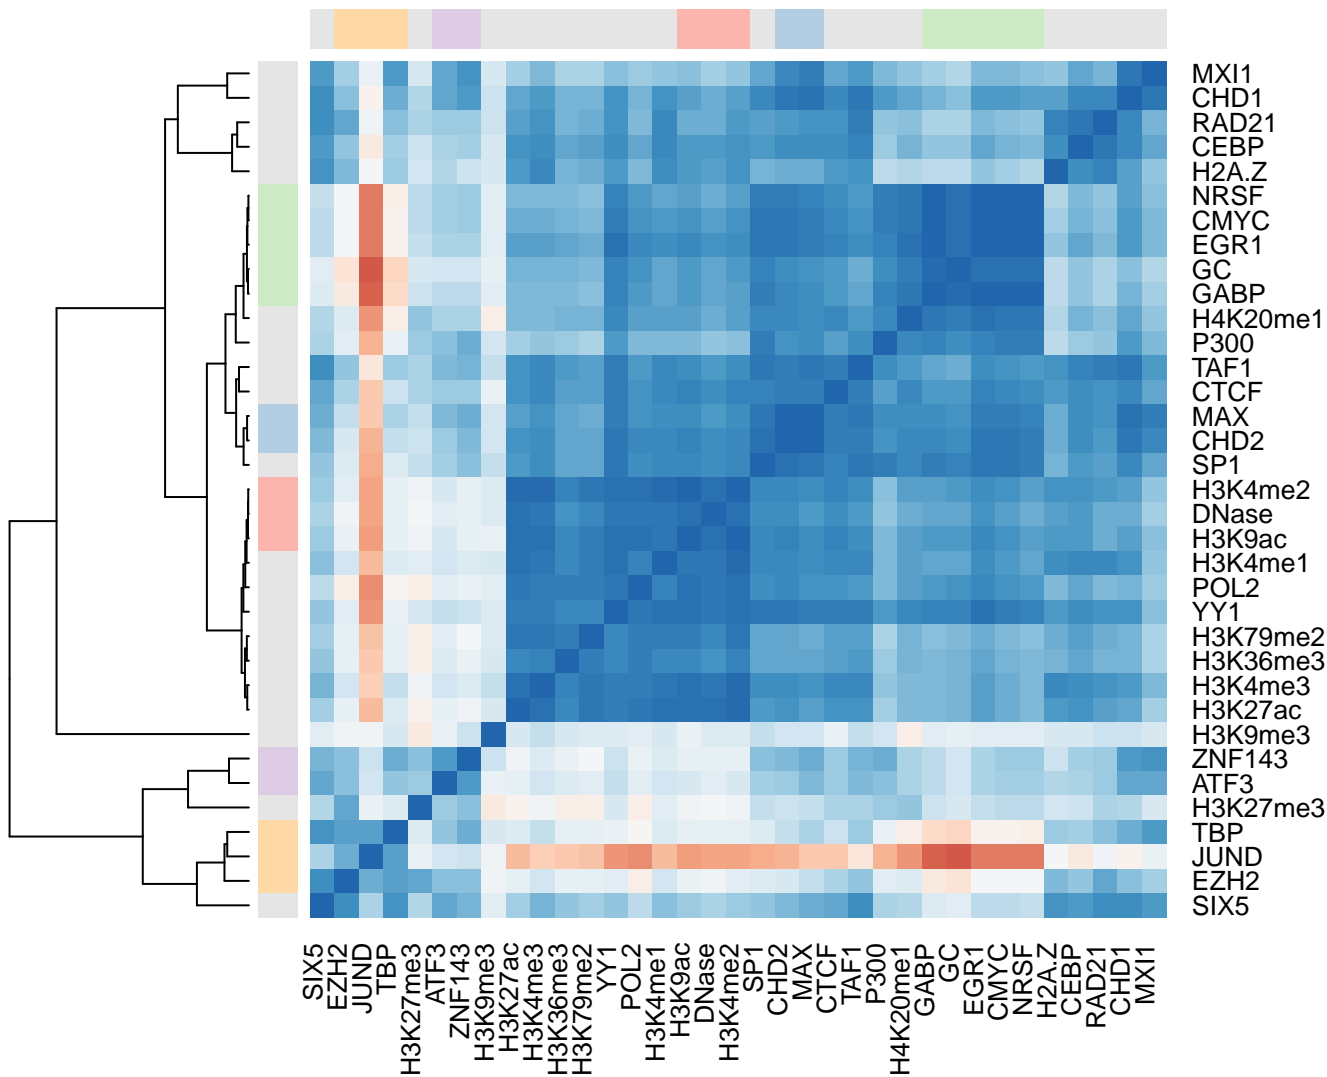 MXI1
CHD1
RAD21
CEBP
H2A.Z
NRSF
CMYC
EGR1
GC
GABP
H4K20me1
P300
TAF1
CTCF
MAX
CHD2
SP1
H3K4me2
DNase
H3K9ac
H3K4me1
POL2
YY1
H3K79me2
H3K36me3
H3K4me3
H3K27ac
H3K9me3
ZNF143
ATF3
H3K27me3
TBP
JUND
EZH2
SIX5
SIX5
EZH2
JUND
TBP
H3K27me3
ATF3
ZNF143
H3K9me3
H3K27ac
H3K4me3
H3K36me3
H3K79me2
YY1
POL2
H3K4me1
H3K9ac
DNase
H3K4me2
SP1
CHD2
MAX
CTCF
TAF1
P300
H4K20me1
GABP
GC
EGR1
CMYC
NRSF
H2A.Z
CEBP
RAD21
CHD1
MXI1